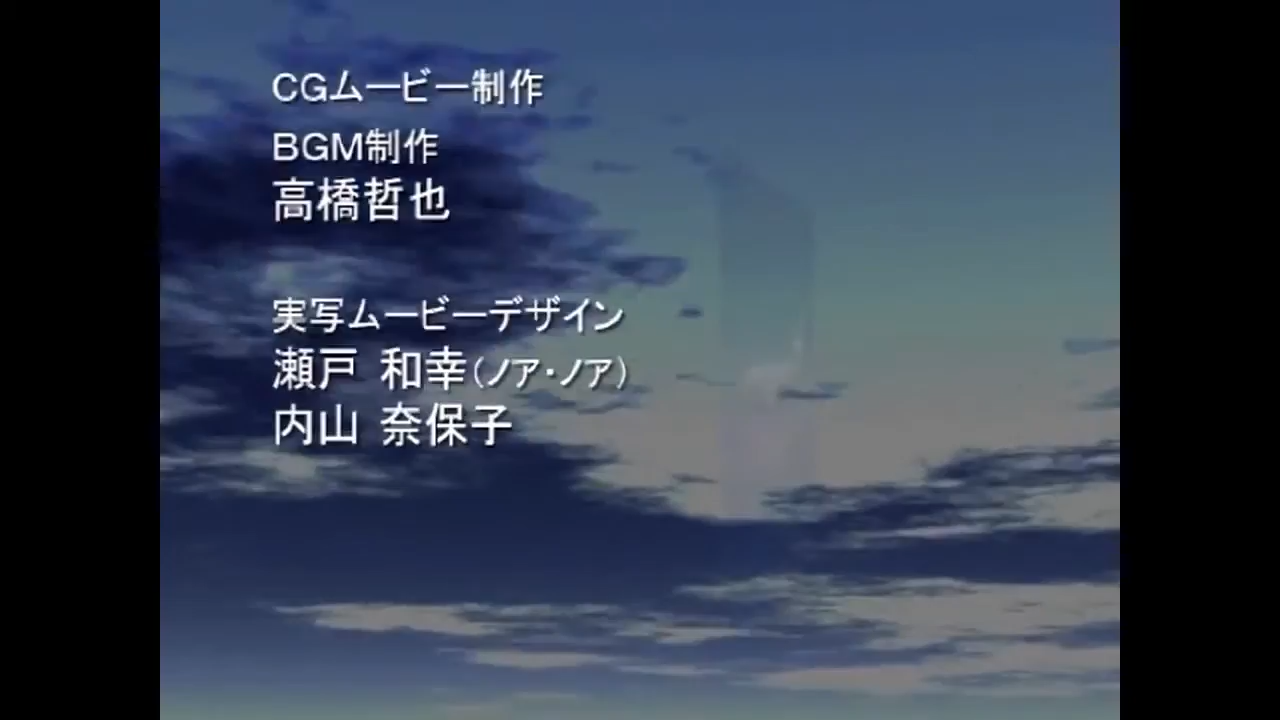 CGムービー制作
BGM制作
高橋哲也
実写ムービーデザイン
瀬戸 和幸(ノア・ノア)
内山 奈保子